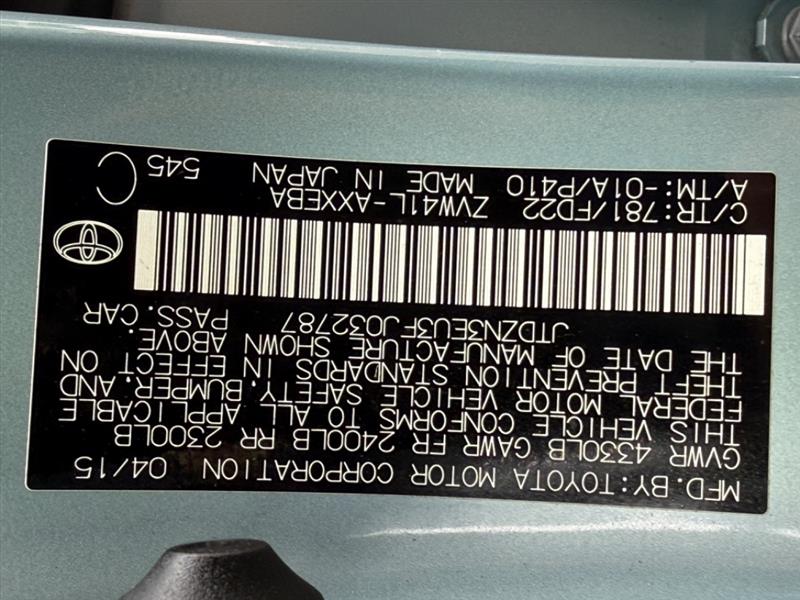 MFD. BY: TOYOTA MOTOR CORPORATION 04/15
GVWR 4330LB GAWR FR 2400LB RR 2300LB
THIS VEHICLE CONFORMS TO ALL APPLICABLE
FEDERAL MOTOR VEHICLE SAFETY, BUMPER, AND
THEFT PREVENTION STANDARDS IN EFFECT ON
THE DATE OF MANUFACTURE SHOWN ABOVE.
JTDZN3EU3FJ032787 PASS. CAR
C/TR: 781/FD22 ZVW41L-AXXEBA
A/TM: -01A/P410 MADE IN JAPAN 545 C